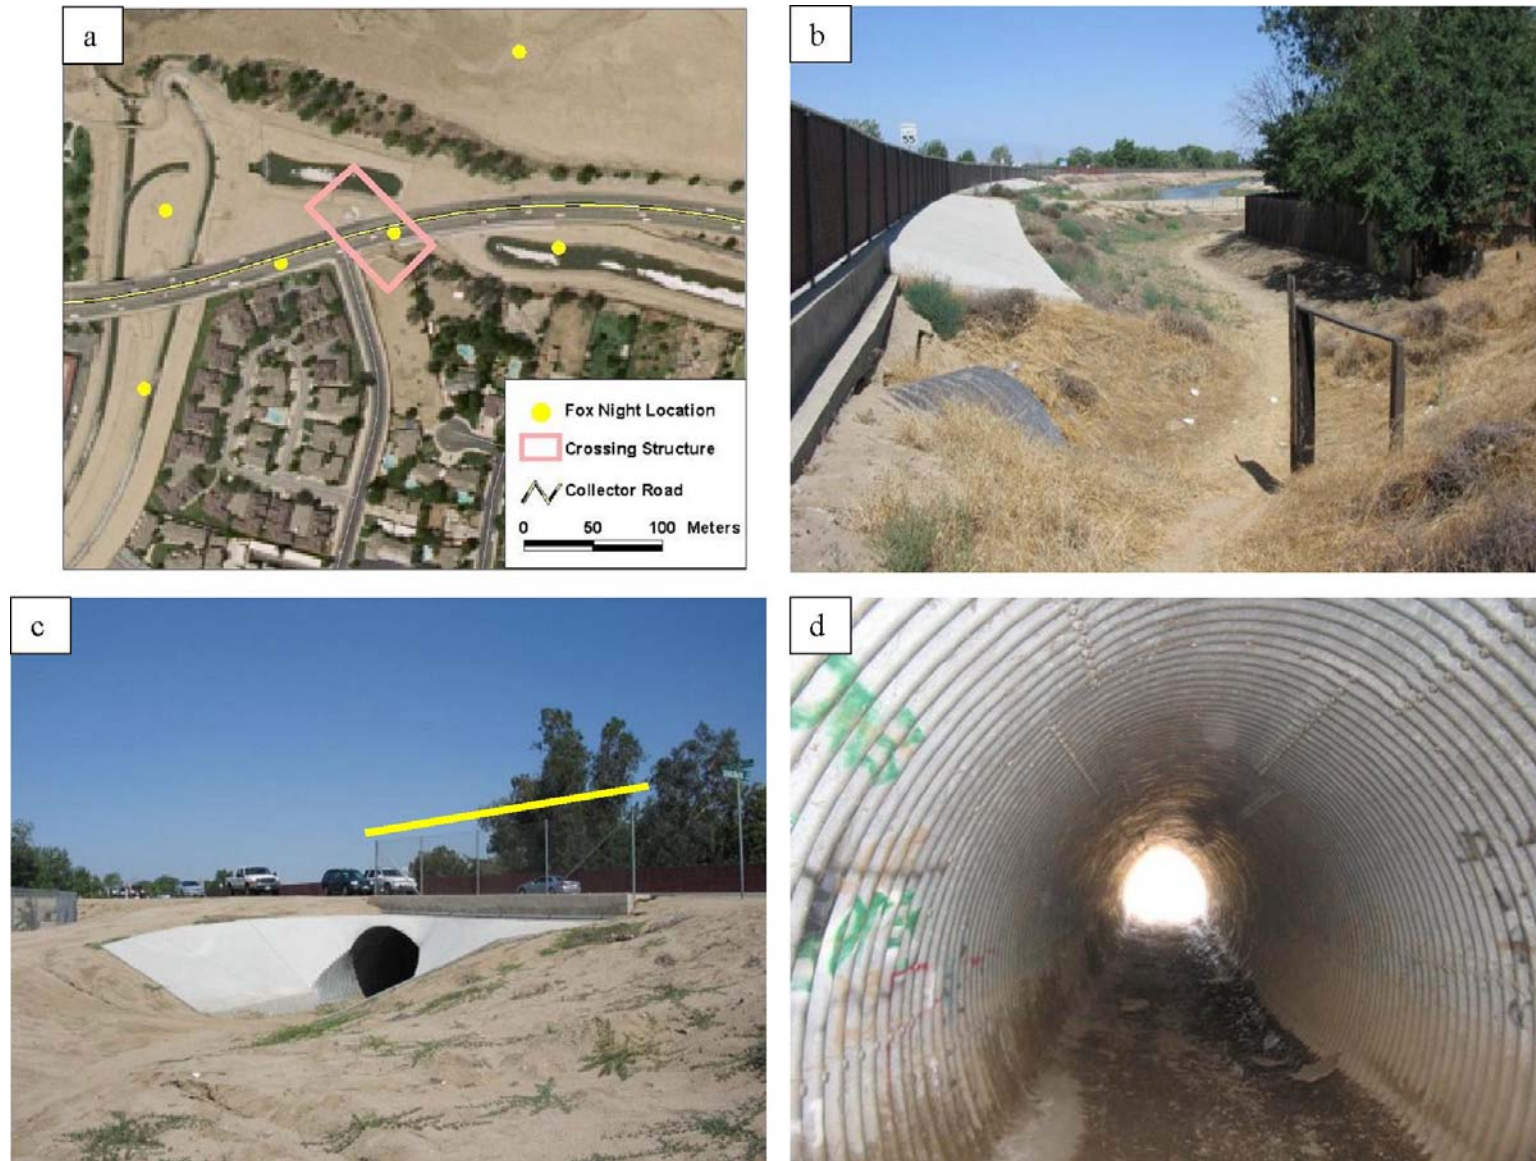 a
Fox Night Location
Crossing Structure
Collector Road
0 50 100 Meters
b
55
c
d